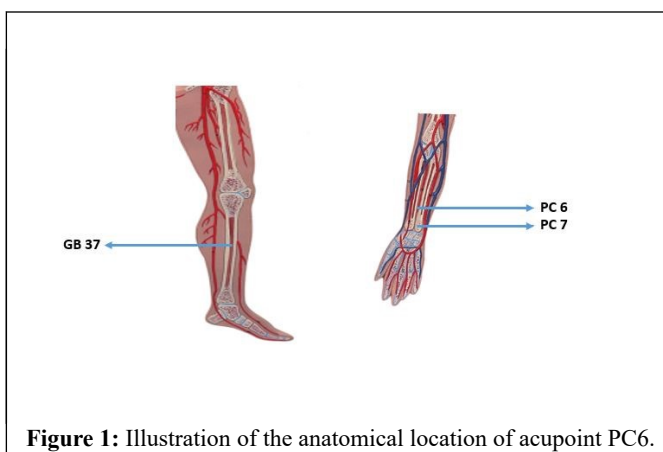 GB 37
PC 6
PC 7
Figure 1: Illustration of the anatomical location of acupoint PC6.